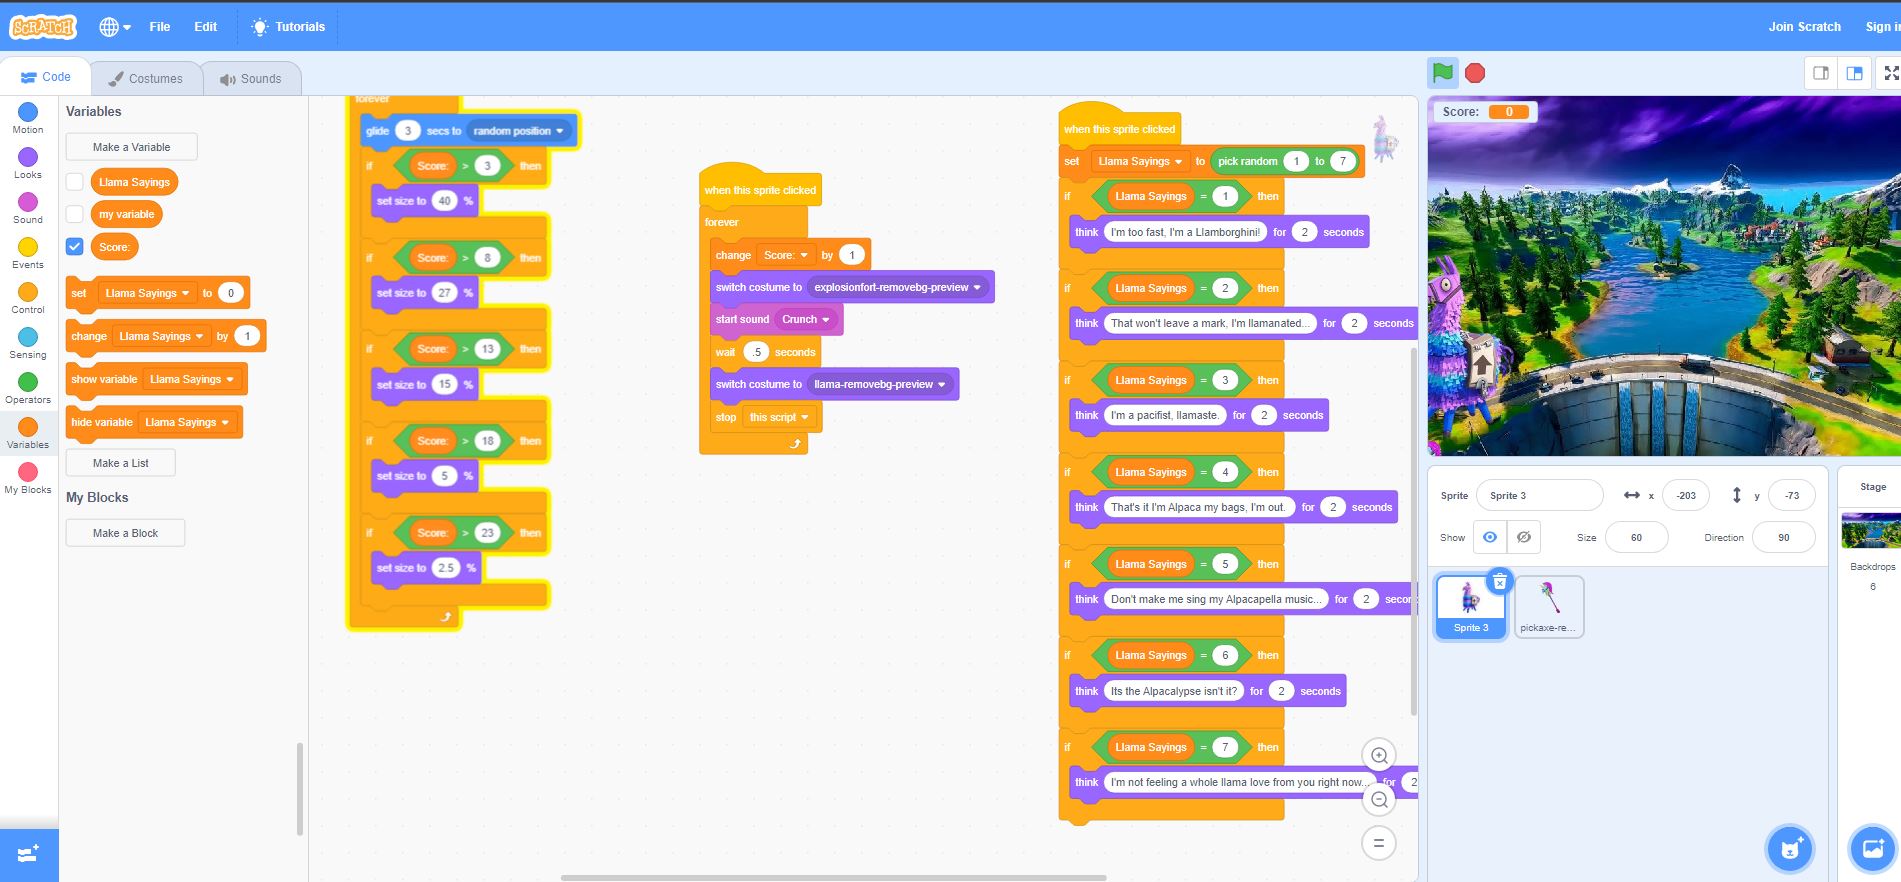 SCRATCH File Edit Tutorials Join Scratch Sign in
Code Costumes Sounds
Motion
Looks
Sound
Events
Control
Sensing
Operators
Variables
My Blocks
Variables
Make a Variable
Llama Sayings
my variable
Score:
set Llama Sayings to 0
change Llama Sayings by 1
show variable Llama Sayings
hide variable Llama Sayings
Make a List
My Blocks
Make a Block
forever
glide 3 secs to random position
if Score: > 3 then
set size to 40 %
if Score: > 8 then
set size to 27 %
if Score: > 13 then
set size to 15 %
if Score: > 18 then
set size to 5 %
if Score: > 23 then
set size to 2.5 %
when this sprite clicked
forever
change Score: by 1
switch costume to explosionfort-removebg-preview
start sound Crunch
wait .5 seconds
switch costume to llama-removebg-preview
stop this script
when this sprite clicked
set Llama Sayings to pick random 1 to 7
if Llama Sayings = 1 then
think I'm too fast, I'm a Llamborghini! for 2 seconds
if Llama Sayings = 2 then
think That won't leave a mark, I'm llamanated... for 2 seconds
if Llama Sayings = 3 then
think I'm a pacifist, llamaste. for 2 seconds
if Llama Sayings = 4 then
think That's it I'm Alpaca my bags, I'm out. for 2 seconds
if Llama Sayings = 5 then
think Don't make me sing my Alpacapella music... for 2 secon
if Llama Sayings = 6 then
think Its the Alpacalypse isn't it? for 2 seconds
if Llama Sayings = 7 then
think I'm not feeling a whole llama love from you right now... for 2
Score: 0
Sprite Sprite 3 x -203 y -73
Show Size 60 Direction 90
Sprite 3
pickaxe-re...
Stage
Backdrops
6